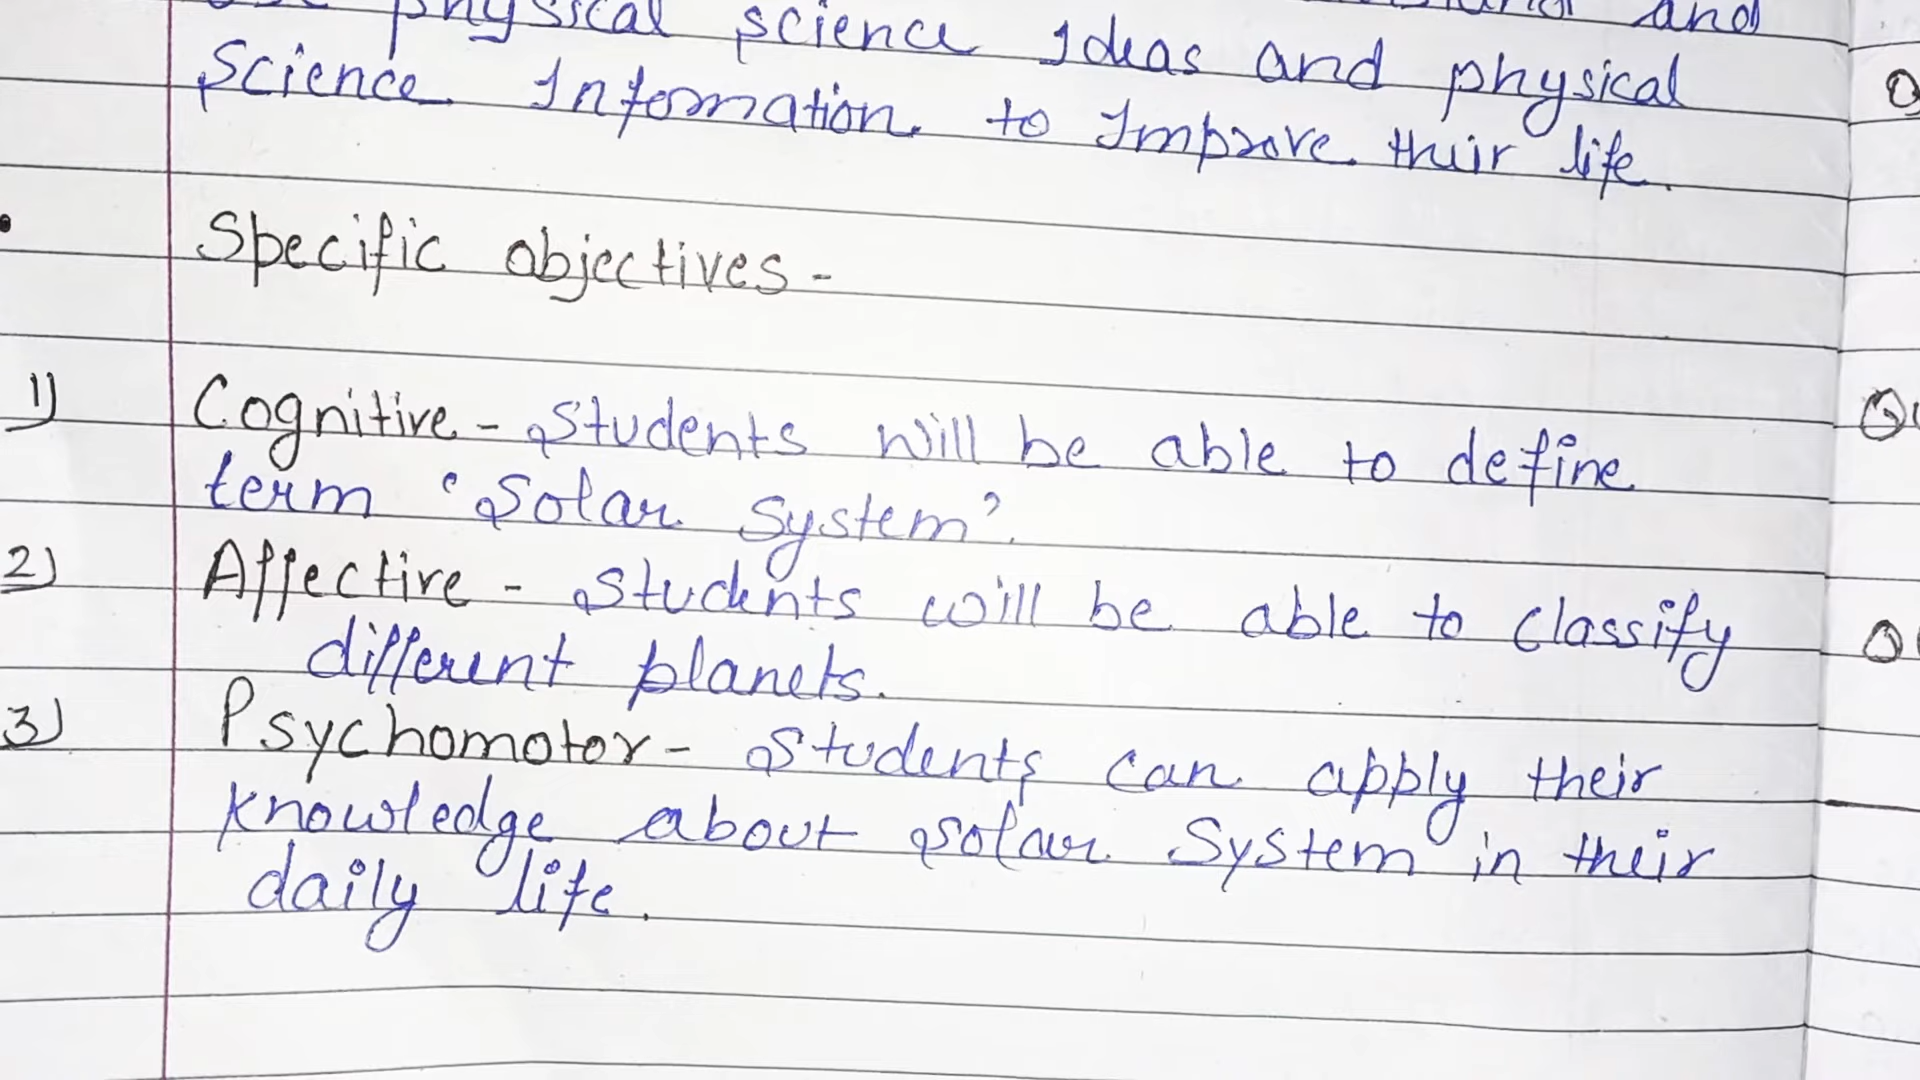 physical science Ideas and physical
Science Information to Improve their life.
Specific objectives -
1) Cognitive - Students will be able to define
term 'Solar System'.
2) Affective - Students will be able to classify
different planets.
3) Psychomotor - Students can apply their
knowledge about Solar System in their
daily life.